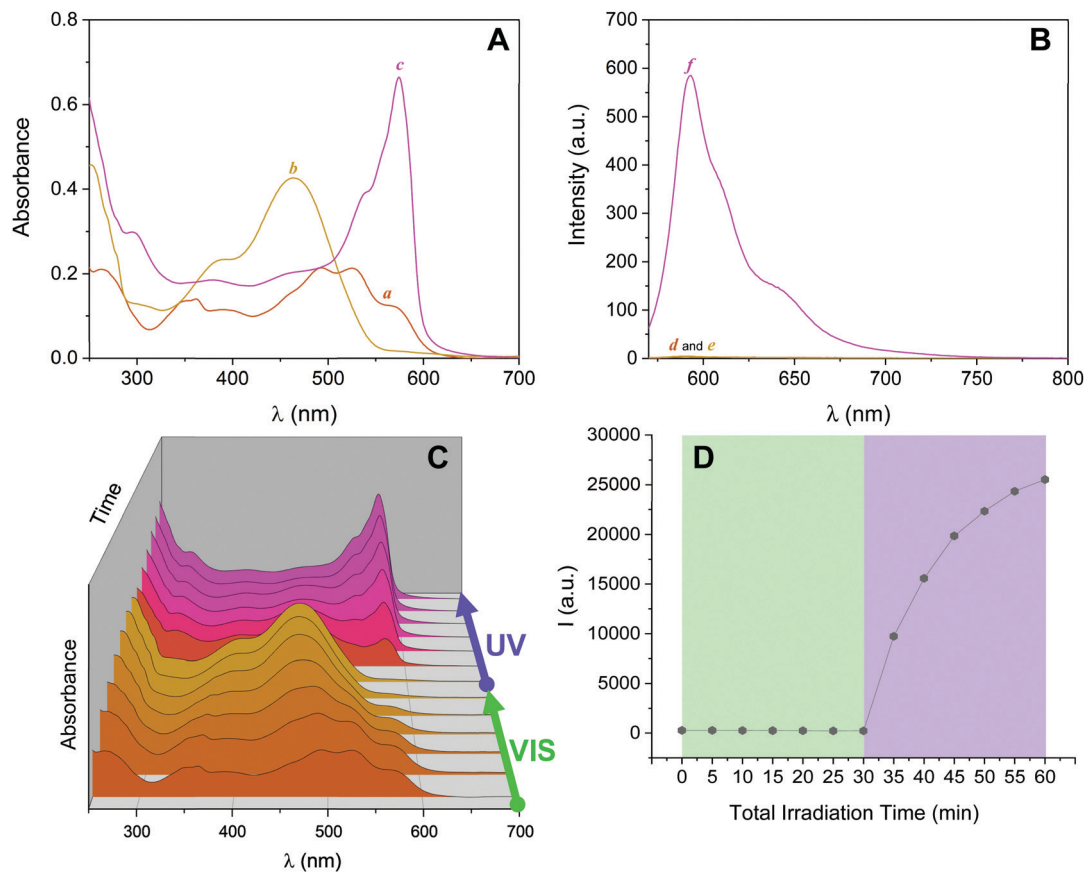 A
0.8
0.6
0.4
0.2
0.0
Absorbance
c
b
a
300 400 500 600 700
λ (nm)
B
700
600
500
400
300
200
100
0
Intensity (a.u.)
f
d and e
600 650 700 750 800
λ (nm)
C
Time
Absorbance
UV
VIS
300 400 500 600 700
λ (nm)
D
30000
25000
20000
15000
10000
5000
0
I (a.u.)
0 5 10 15 20 25 30 35 40 45 50 55 60
Total Irradiation Time (min)